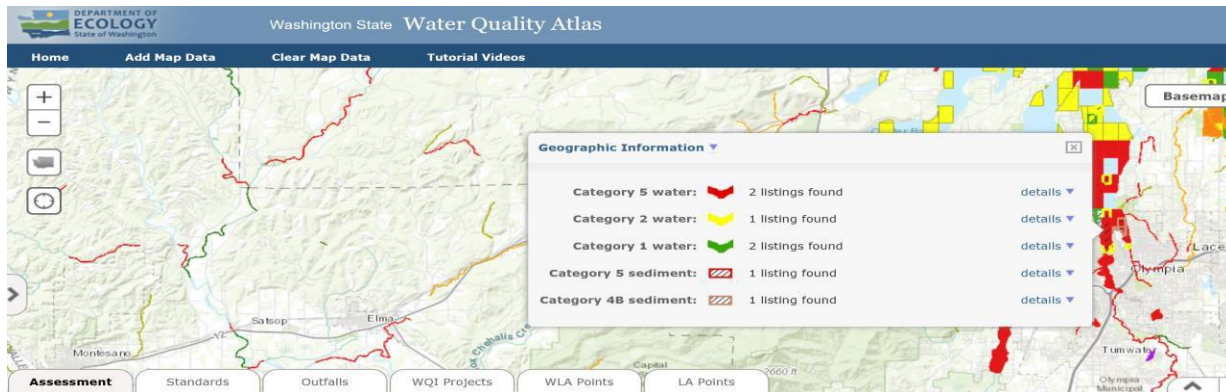 DEPARTMENT OF
ECOLOGY
State of Washington
Washington State Water Quality Atlas
Home Add Map Data Clear Map Data Tutorial Videos
+
−
Basemap
Geographic Information ▼
Category 5 water: 2 listings found details ▼
Category 2 water: 1 listing found details ▼
Category 1 water: 2 listings found details ▼
Category 5 sediment: 1 listing found details ▼
Category 4B sediment: 1 listing found details ▼
Lace
Olympia
Satsop
Elma
Chehalis
Montesano
Capital
2660 ft
Tumwater
Olympia
Municipal
Assessment Standards Outfalls WQI Projects WLA Points LA Points